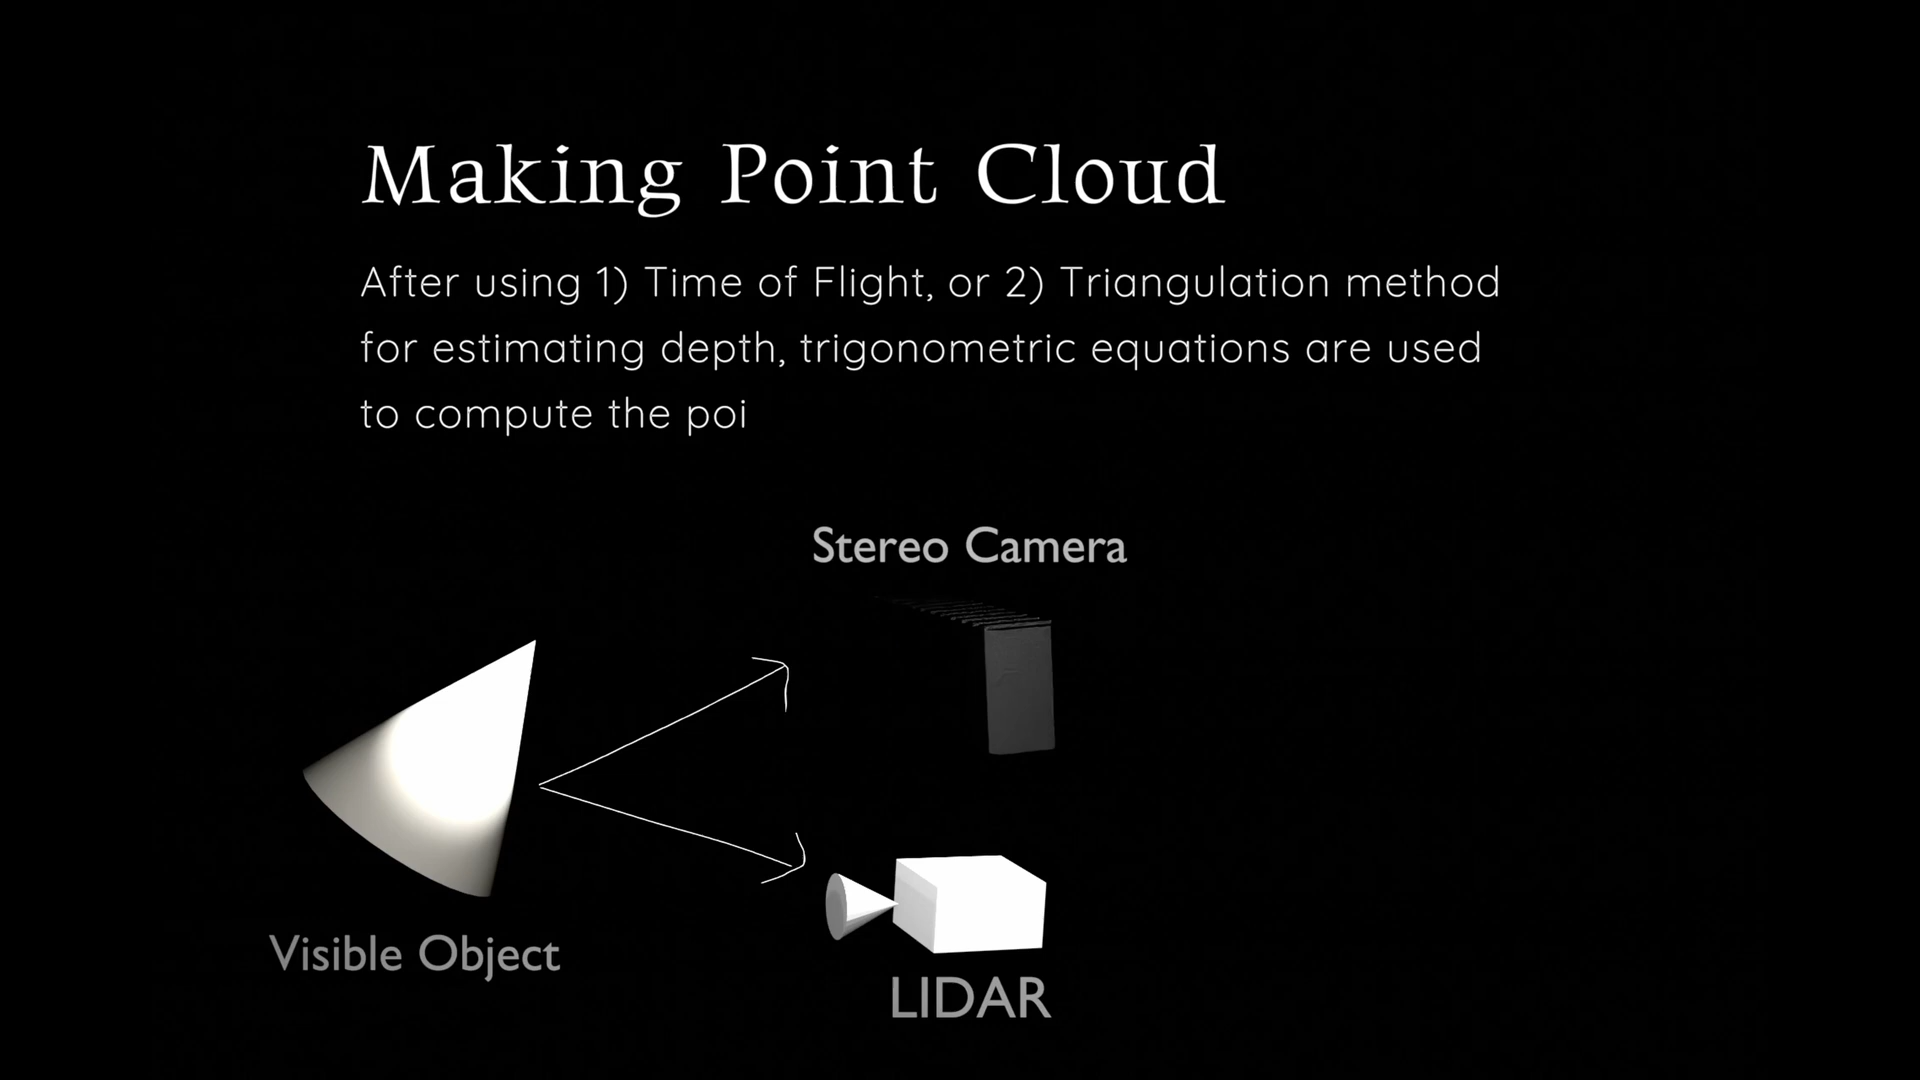 Making Point Cloud
After using 1) Time of Flight, or 2) Triangulation method
for estimating depth, trigonometric equations are used
to compute the poi
Stereo Camera
Visible Object
LIDAR